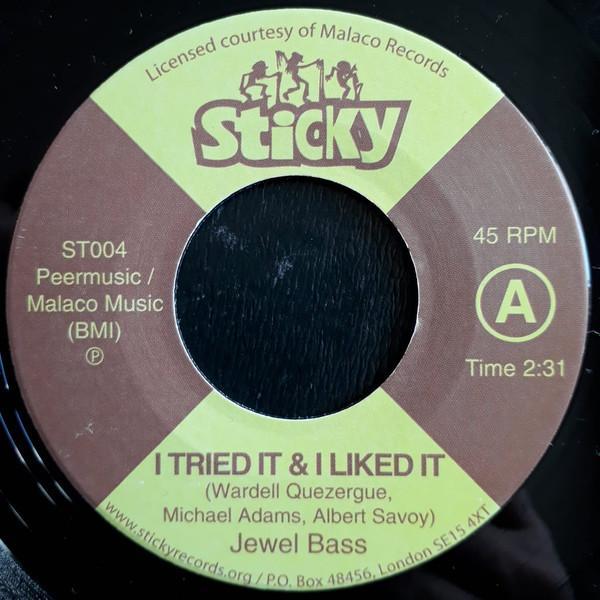 Licensed courtesy of Malaco Records
Sticky
ST004
Peermusic /
Malaco Music
(BMI)
℗
45 RPM
A
Time 2:31
I TRIED IT & I LIKED IT
(Wardell Quezergue,
Michael Adams, Albert Savoy)
Jewel Bass
www.stickyrecords.org / P.O. Box 48456, London SE15 4XT